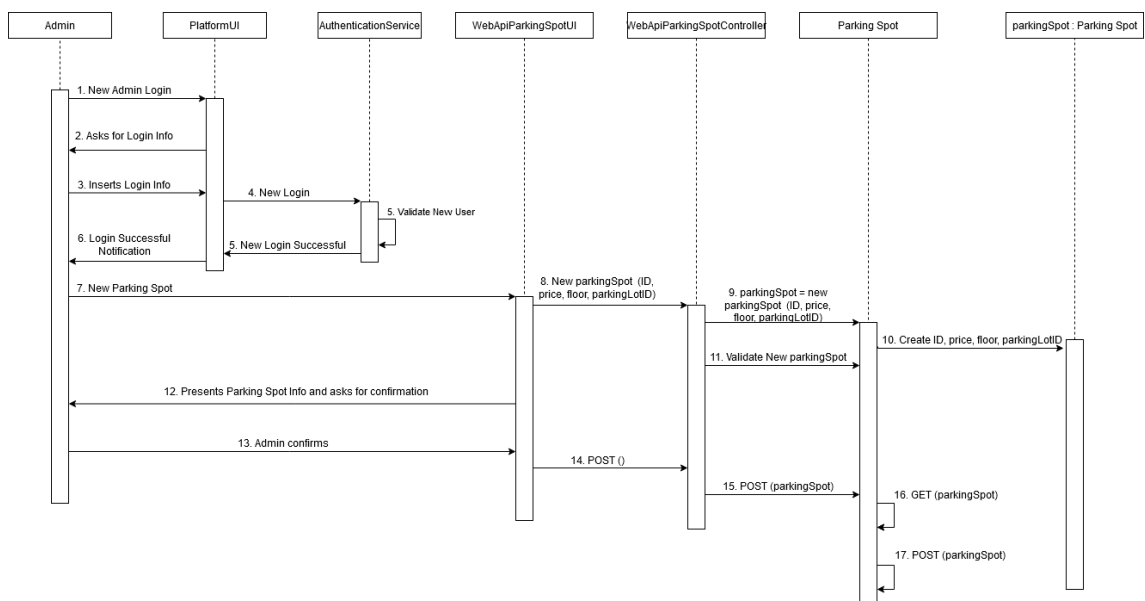 Admin
PlatformUI
AuthenticationService
WebApiParkingSpotUI
WebApiParkingSpotController
Parking Spot
parkingSpot : Parking Spot
1. New Admin Login
2. Asks for Login Info
3. Inserts Login Info
4. New Login
5. Validate New User
6. Login Successful
Notification
5. New Login Successful
7. New Parking Spot
8. New parkingSpot (ID,
price, floor, parkingLotID)
9. parkingSpot = new
parkingSpot (ID, price,
floor, parkingLotID)
10. Create ID, price, floor, parkingLotID
11. Validate New parkingSpot
12. Presents Parking Spot Info and asks for confirmation
13. Admin confirms
14. POST ()
15. POST (parkingSpot)
16. GET (parkingSpot)
17. POST (parkingSpot)